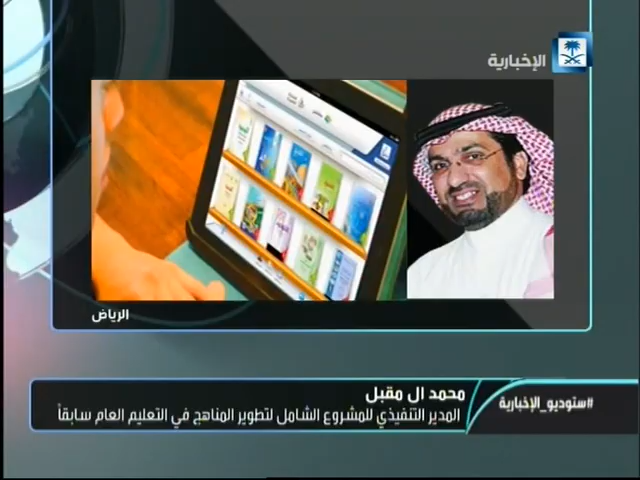 الإخبارية
الرياض
محمد ال مقبل
المدير التنفيذي للمشروع الشامل لتطوير المناهج في التعليم العام سابقاً
#ستوديو_الإخبارية